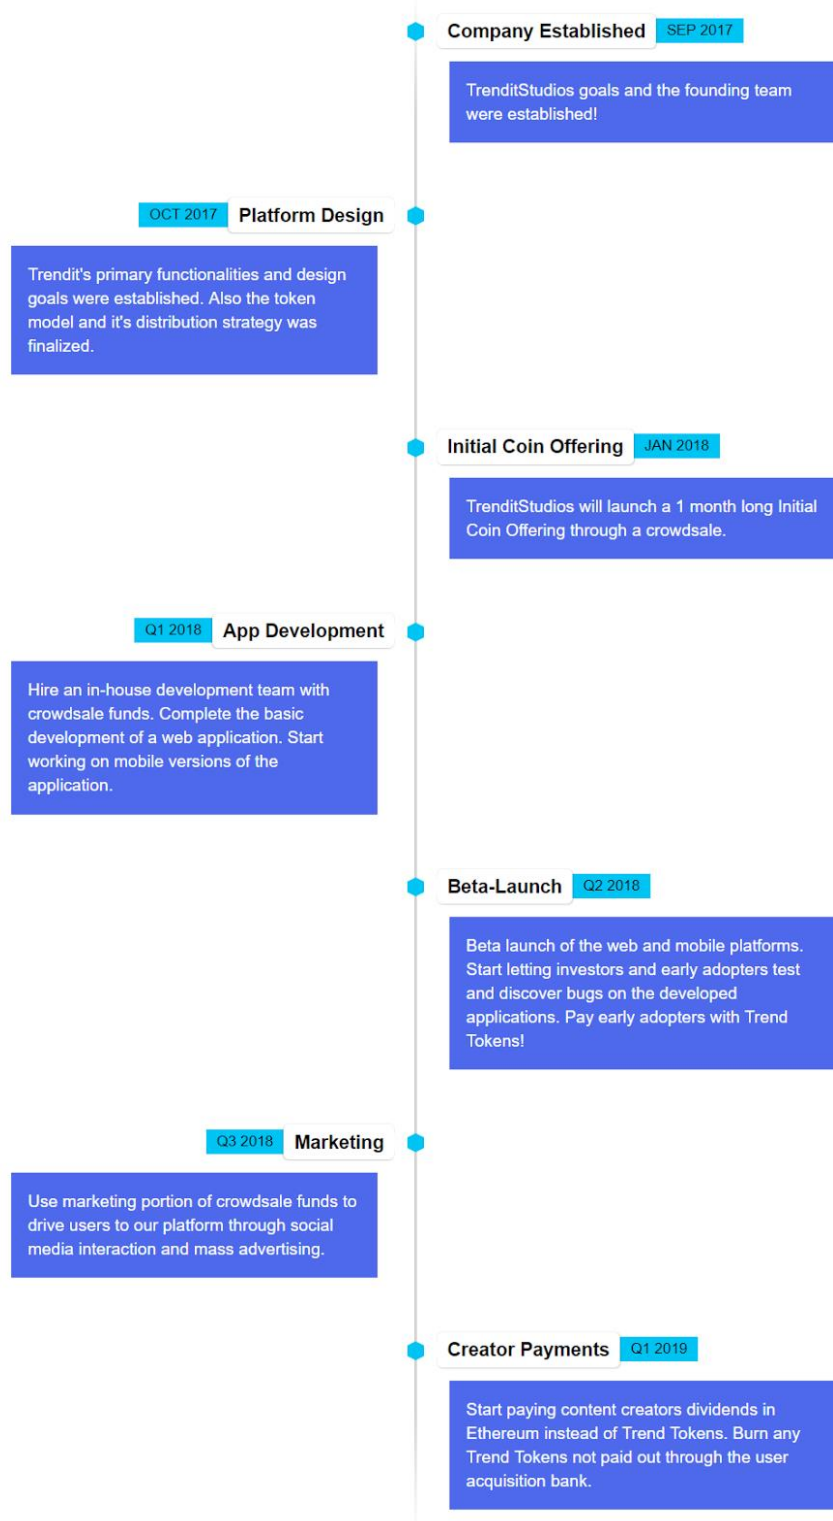 Company Established SEP 2017
TrenditStudios goals and the founding team
were established!
OCT 2017 Platform Design
Trendit's primary functionalities and design
goals were established. Also the token
model and it's distribution strategy was
finalized.
Initial Coin Offering JAN 2018
TrenditStudios will launch a 1 month long Initial
Coin Offering through a crowdsale.
Q1 2018 App Development
Hire an in-house development team with
crowdsale funds. Complete the basic
development of a web application. Start
working on mobile versions of the
application.
Beta-Launch Q2 2018
Beta launch of the web and mobile platforms.
Start letting investors and early adopters test
and discover bugs on the developed
applications. Pay early adopters with Trend
Tokens!
Q3 2018 Marketing
Use marketing portion of crowdsale funds to
drive users to our platform through social
media interaction and mass advertising.
Creator Payments Q1 2019
Start paying content creators dividends in
Ethereum instead of Trend Tokens. Burn any
Trend Tokens not paid out through the user
acquisition bank.